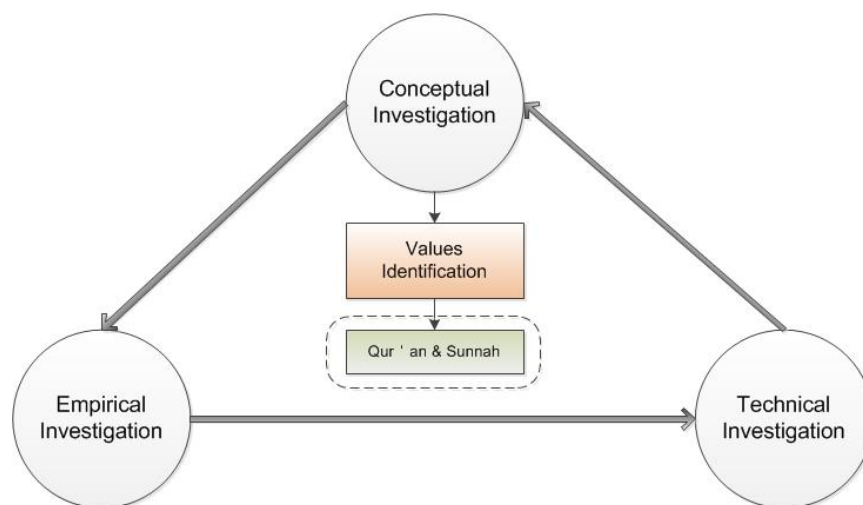 Conceptual
Investigation
Values
Identification
Qur ' an & Sunnah
Empirical
Investigation
Technical
Investigation